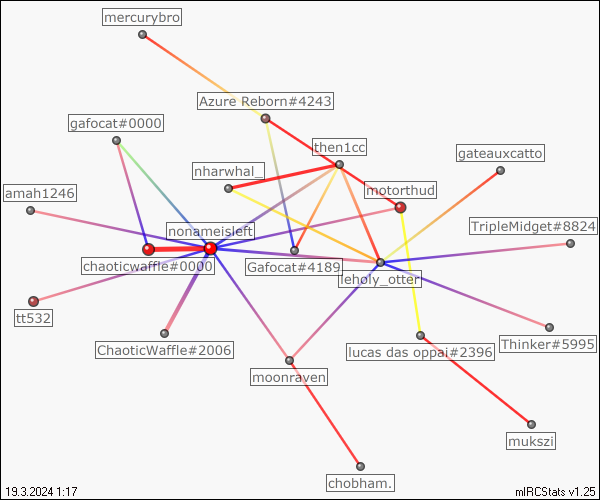 mercurybro
Azure Reborn#4243
gafocat#0000
then1cc
gateauxcatto
nharwhal_
motorthud
amah1246
nonameisleft
TripleMidget#8824
chaoticwaffle#0000
Gafocat#4189
leholy_otter
tt532
ChaoticWaffle#2006
lucas das oppai#2396
Thinker#5995
moonraven
mukszi
chobham.
19.3.2024 1:17
mIRCStats v1.25